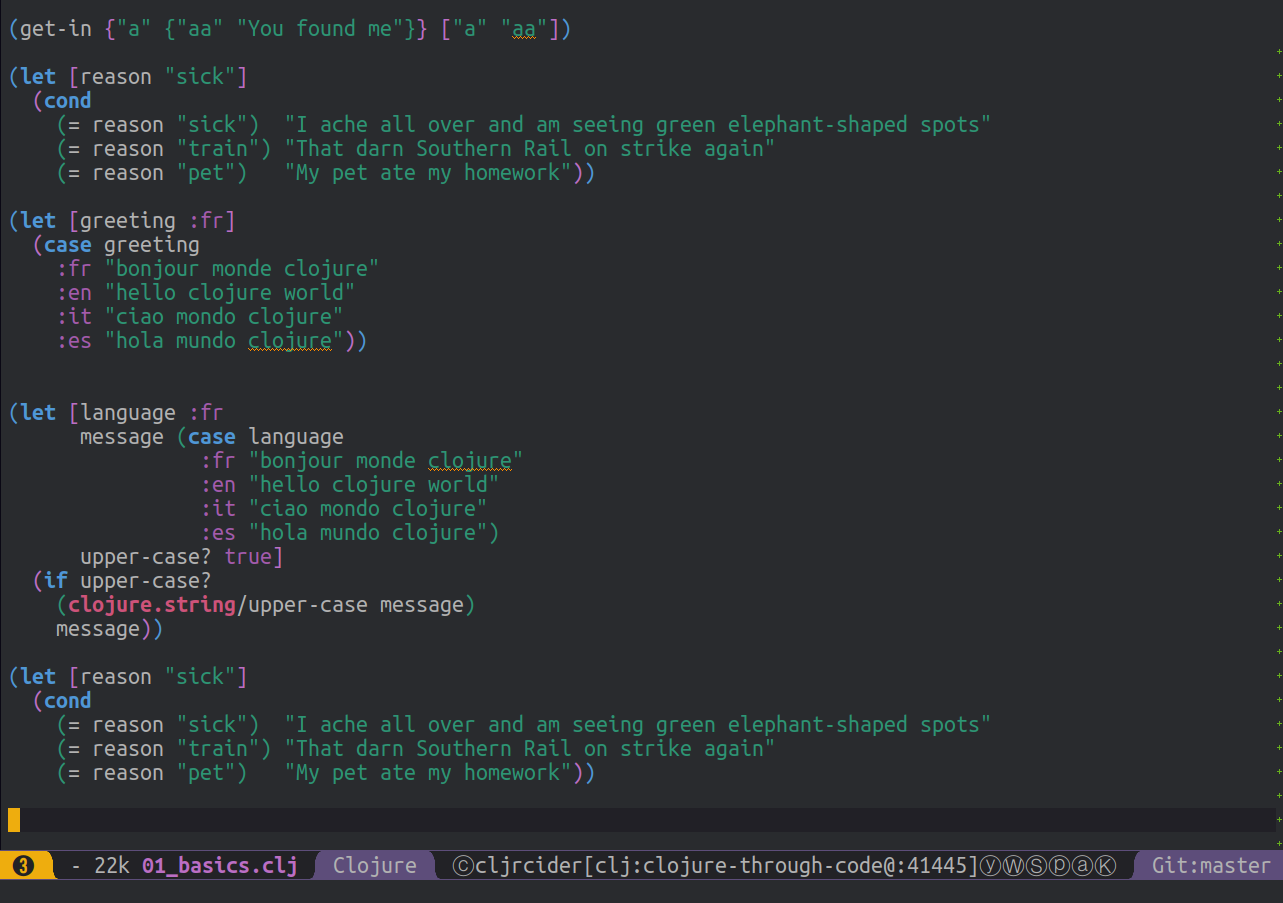 (get-in {"a" {"aa" "You found me"}} ["a" "aa"])

(let [reason "sick"]
  (cond
    (= reason "sick")  "I ache all over and am seeing green elephant-shaped spots"
    (= reason "train") "That darn Southern Rail on strike again"
    (= reason "pet")   "My pet ate my homework"))

(let [greeting :fr]
  (case greeting
    :fr "bonjour monde clojure"
    :en "hello clojure world"
    :it "ciao mondo clojure"
    :es "hola mundo clojure"))

(let [language :fr
      message (case language
                :fr "bonjour monde clojure"
                :en "hello clojure world"
                :it "ciao mondo clojure"
                :es "hola mundo clojure")
      upper-case? true]
  (if upper-case?
    (clojure.string/upper-case message)
    message))

(let [reason "sick"]
  (cond
    (= reason "sick")  "I ache all over and am seeing green elephant-shaped spots"
    (= reason "train") "That darn Southern Rail on strike again"
    (= reason "pet")   "My pet ate my homework"))

❸ - 22k 01_basics.clj Clojure ⓒcljrcider[clj:clojure-through-code@:41445]ⓨⓌⓈⓟⓐⓀ Git:master